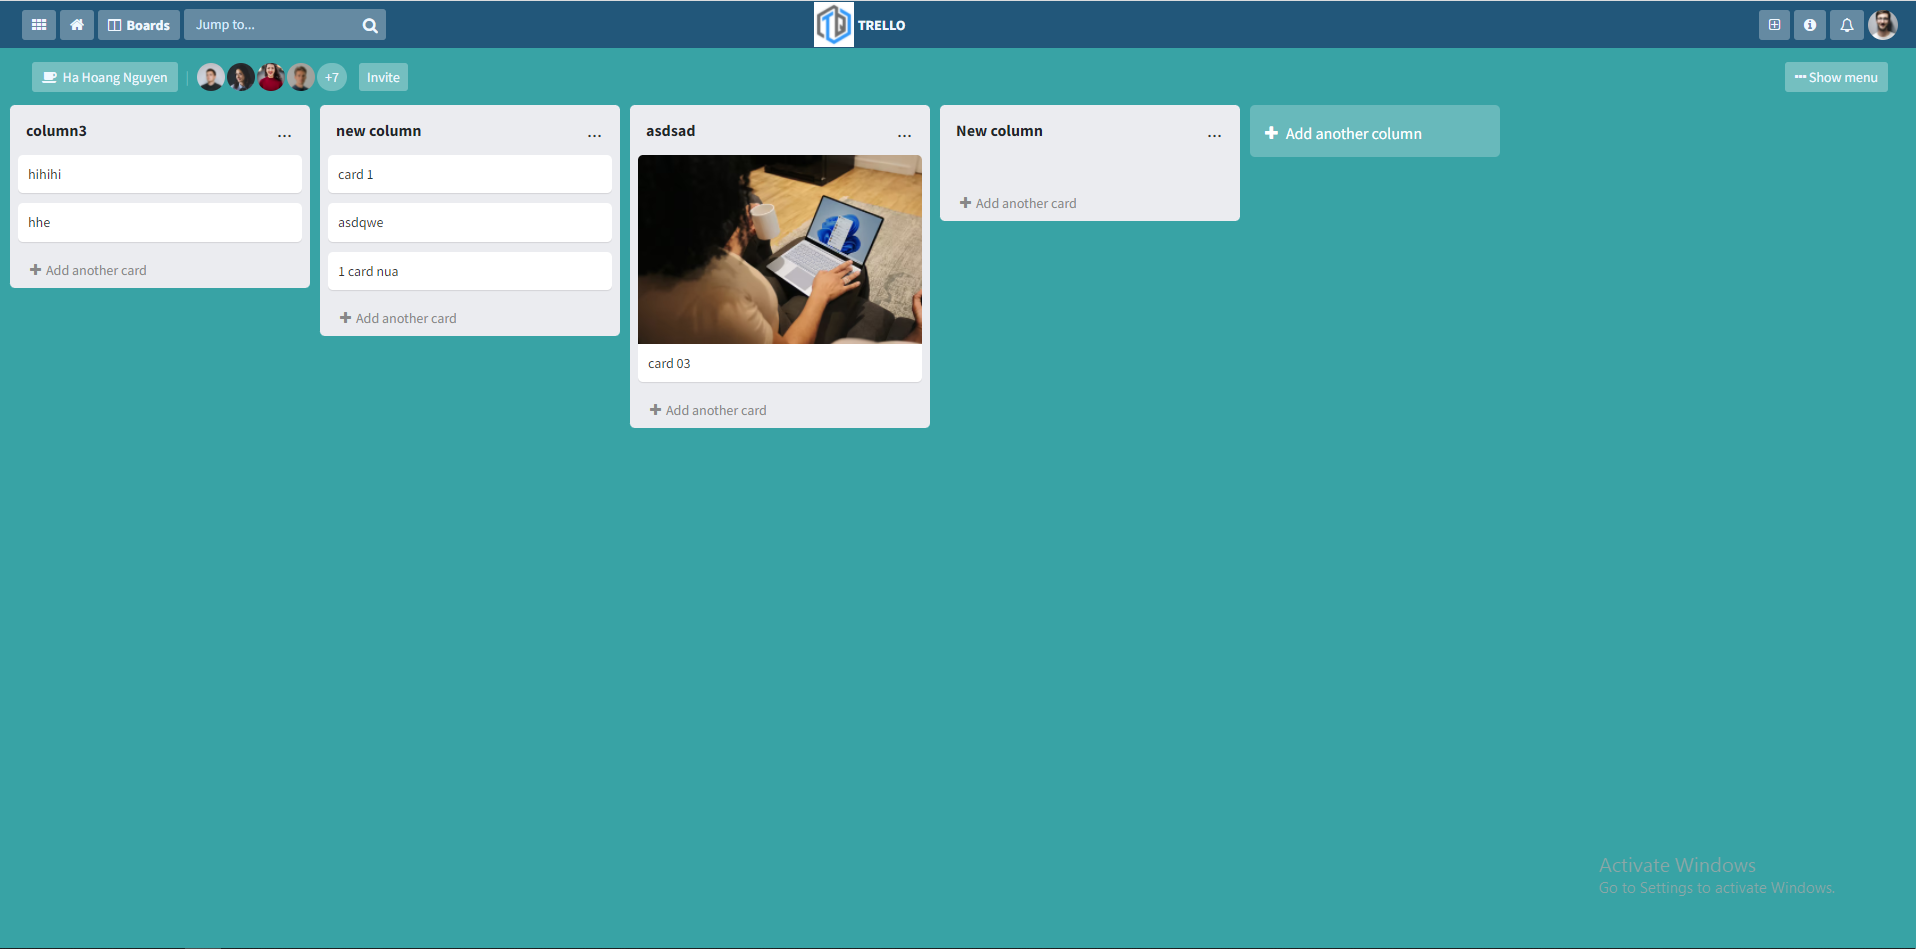 Boards
Jump to...
TRELLO
Ha Hoang Nguyen
+7
Invite
Show menu
column3
...
hihihi
hhe
Add another card
new column
...
card 1
asdqwe
1 card nua
Add another card
asdsad
...
card 03
Add another card
New column
...
Add another card
Add another column
Activate Windows
Go to Settings to activate Windows.